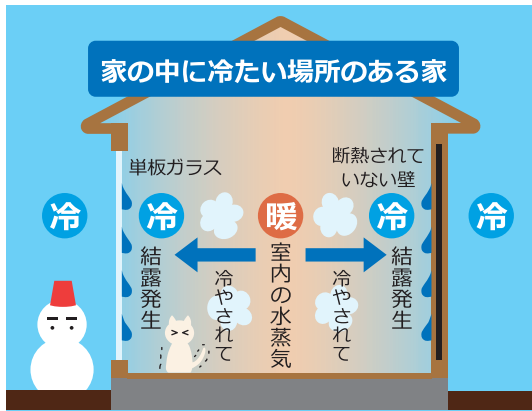 家の中に冷たい場所のある家
単板ガラス
断熱されて
いない壁
冷
冷
暖
冷
冷
結露発生
冷やされて
室内の水蒸気
冷やされて
結露発生